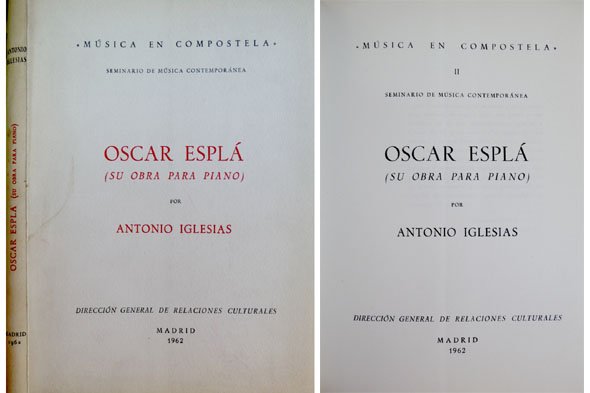 ANTONIO
IGLESIAS
OSCAR ESPLÁ (SU OBRA PARA PIANO)
MADRID
1962
• MÚSICA EN COMPOSTELA •
SEMINARIO DE MÚSICA CONTEMPORÁNEA
OSCAR ESPLÁ
(SU OBRA PARA PIANO)
POR
ANTONIO IGLESIAS
DIRECCIÓN GENERAL DE RELACIONES CULTURALES
MADRID
1962
• MÚSICA EN COMPOSTELA •
II
SEMINARIO DE MÚSICA CONTEMPORÁNEA
OSCAR ESPLÁ
(SU OBRA PARA PIANO)
POR
ANTONIO IGLESIAS
DIRECCIÓN GENERAL DE RELACIONES CULTURALES
MADRID
1962